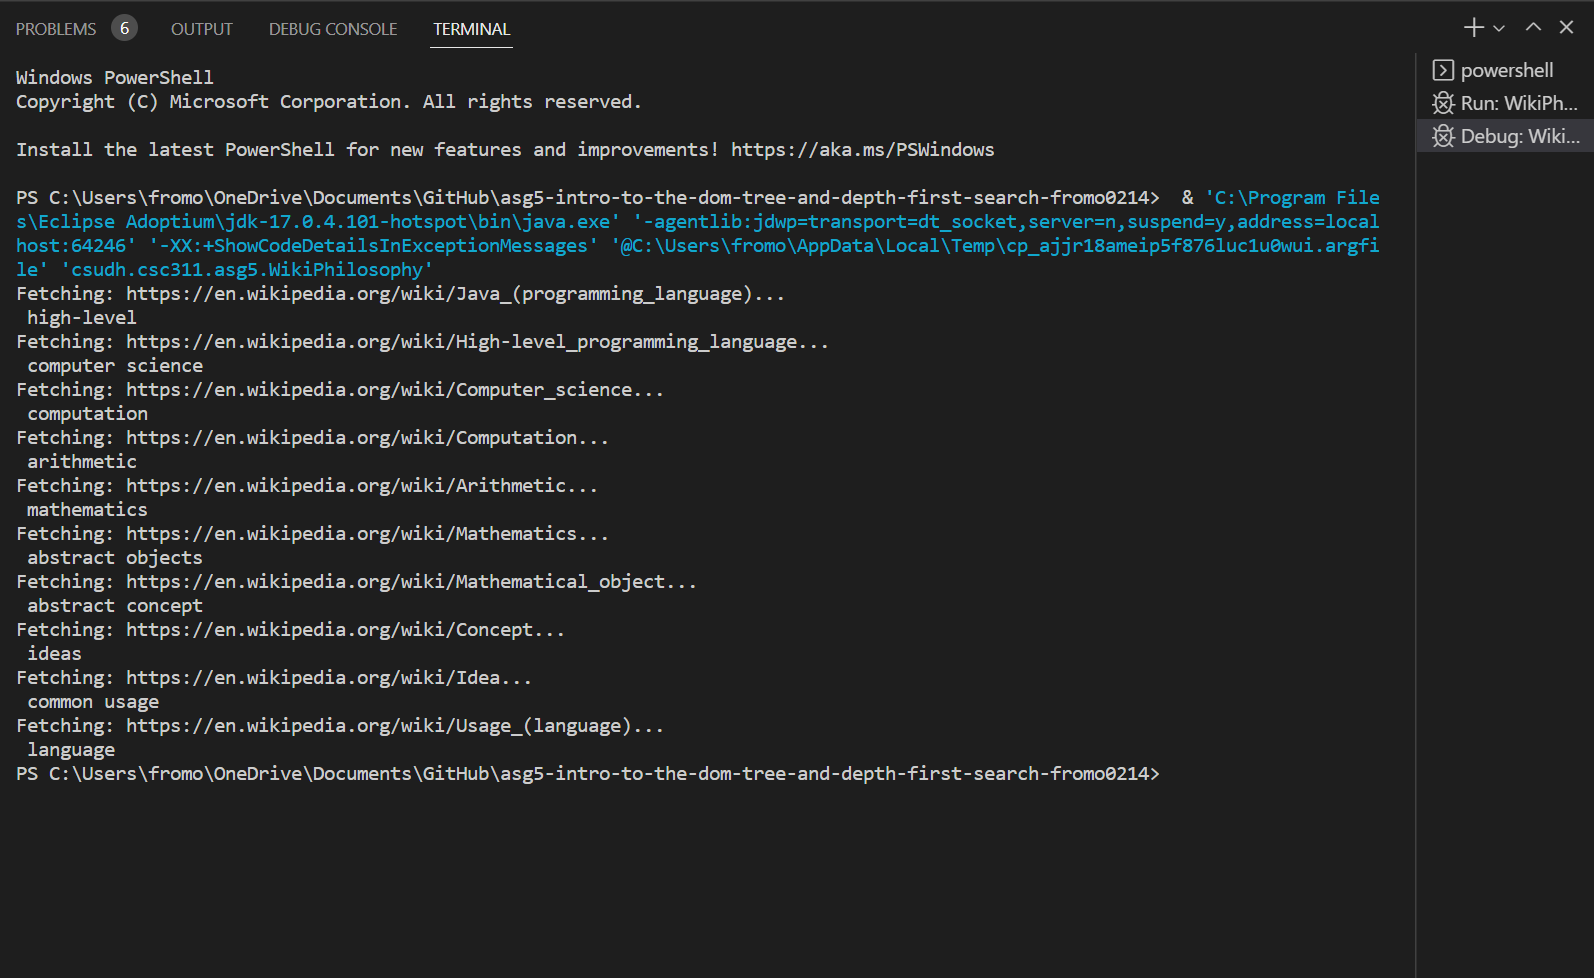 PROBLEMS 6 OUTPUT DEBUG CONSOLE TERMINAL
Windows PowerShell
Copyright (C) Microsoft Corporation. All rights reserved.
Install the latest PowerShell for new features and improvements! https://aka.ms/PSWindows
PS C:\Users\fromo\OneDrive\Documents\GitHub\asg5-intro-to-the-dom-tree-and-depth-first-search-fromo0214>  & 'C:\Program File
s\Eclipse Adoptium\jdk-17.0.4.101-hotspot\bin\java.exe' '-agentlib:jdwp=transport=dt_socket,server=n,suspend=y,address=local
host:64246' '-XX:+ShowCodeDetailsInExceptionMessages' '@C:\Users\fromo\AppData\Local\Temp\cp_ajjr18ameip5f876luc1u0wui.argfi
le' 'csudh.csc311.asg5.WikiPhilosophy'
Fetching: https://en.wikipedia.org/wiki/Java_(programming_language)...
high-level
Fetching: https://en.wikipedia.org/wiki/High-level_programming_language...
computer science
Fetching: https://en.wikipedia.org/wiki/Computer_science...
computation
Fetching: https://en.wikipedia.org/wiki/Computation...
arithmetic
Fetching: https://en.wikipedia.org/wiki/Arithmetic...
mathematics
Fetching: https://en.wikipedia.org/wiki/Mathematics...
abstract objects
Fetching: https://en.wikipedia.org/wiki/Mathematical_object...
abstract concept
Fetching: https://en.wikipedia.org/wiki/Concept...
ideas
Fetching: https://en.wikipedia.org/wiki/Idea...
common usage
Fetching: https://en.wikipedia.org/wiki/Usage_(language)...
language
PS C:\Users\fromo\OneDrive\Documents\GitHub\asg5-intro-to-the-dom-tree-and-depth-first-search-fromo0214>
powershell
Run: WikiPh...
Debug: Wiki...